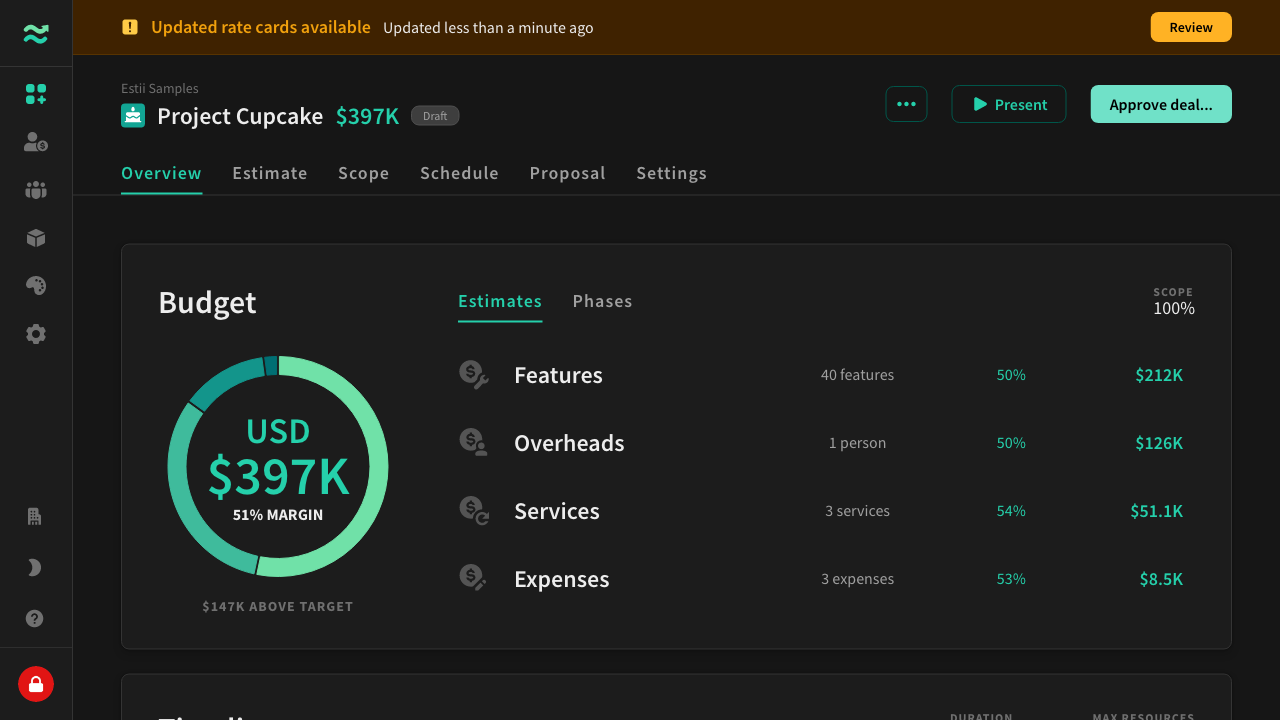 Updated rate cards available Updated less than a minute ago Review
Estii Samples
Project Cupcake $397K Draft
... Present Approve deal...
Overview Estimate Scope Schedule Proposal Settings
Budget
Estimates Phases
SCOPE
100%
USD
$397K
51% MARGIN
$147K ABOVE TARGET
Features 40 features 50% $212K
Overheads 1 person 50% $126K
Services 3 services 54% $51.1K
Expenses 3 expenses 53% $8.5K
DURATION MAX RESOURCES